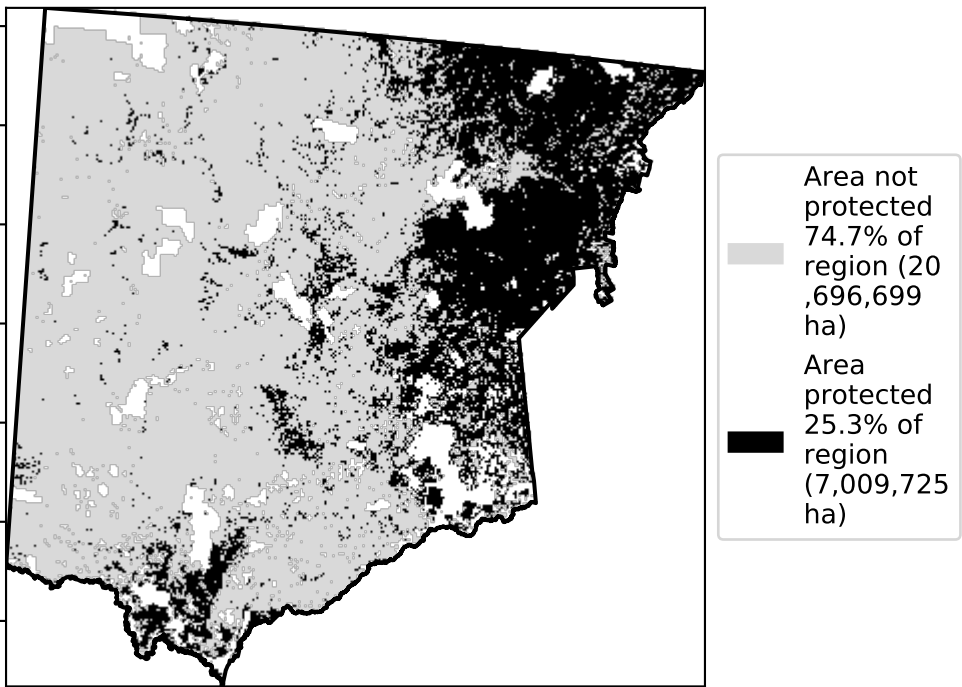 Area not
protected
74.7% of
region (20
,696,699
ha)
Area
protected
25.3% of
region
(7,009,725
ha)